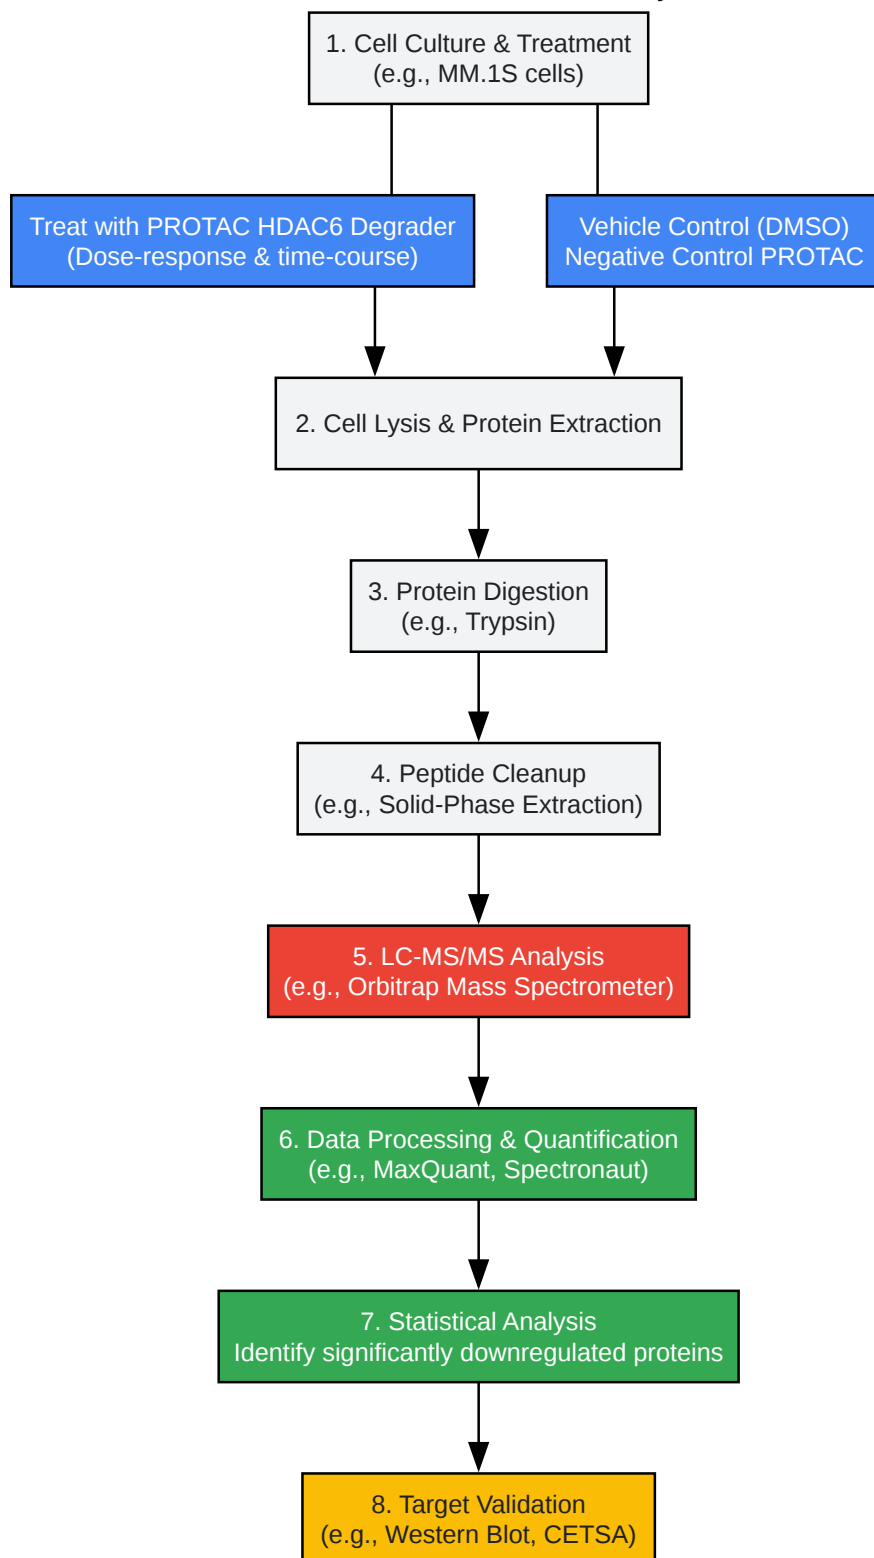 1. Cell Culture & Treatment
(e.g., MM.1S cells)
Treat with PROTAC HDAC6 Degrader
(Dose-response & time-course)
Vehicle Control (DMSO)
Negative Control PROTAC
2. Cell Lysis & Protein Extraction
3. Protein Digestion
(e.g., Trypsin)
4. Peptide Cleanup
(e.g., Solid-Phase Extraction)
5. LC-MS/MS Analysis
(e.g., Orbitrap Mass Spectrometer)
6. Data Processing & Quantification
(e.g., MaxQuant, Spectronaut)
7. Statistical Analysis
Identify significantly downregulated proteins
8. Target Validation
(e.g., Western Blot, CETSA)